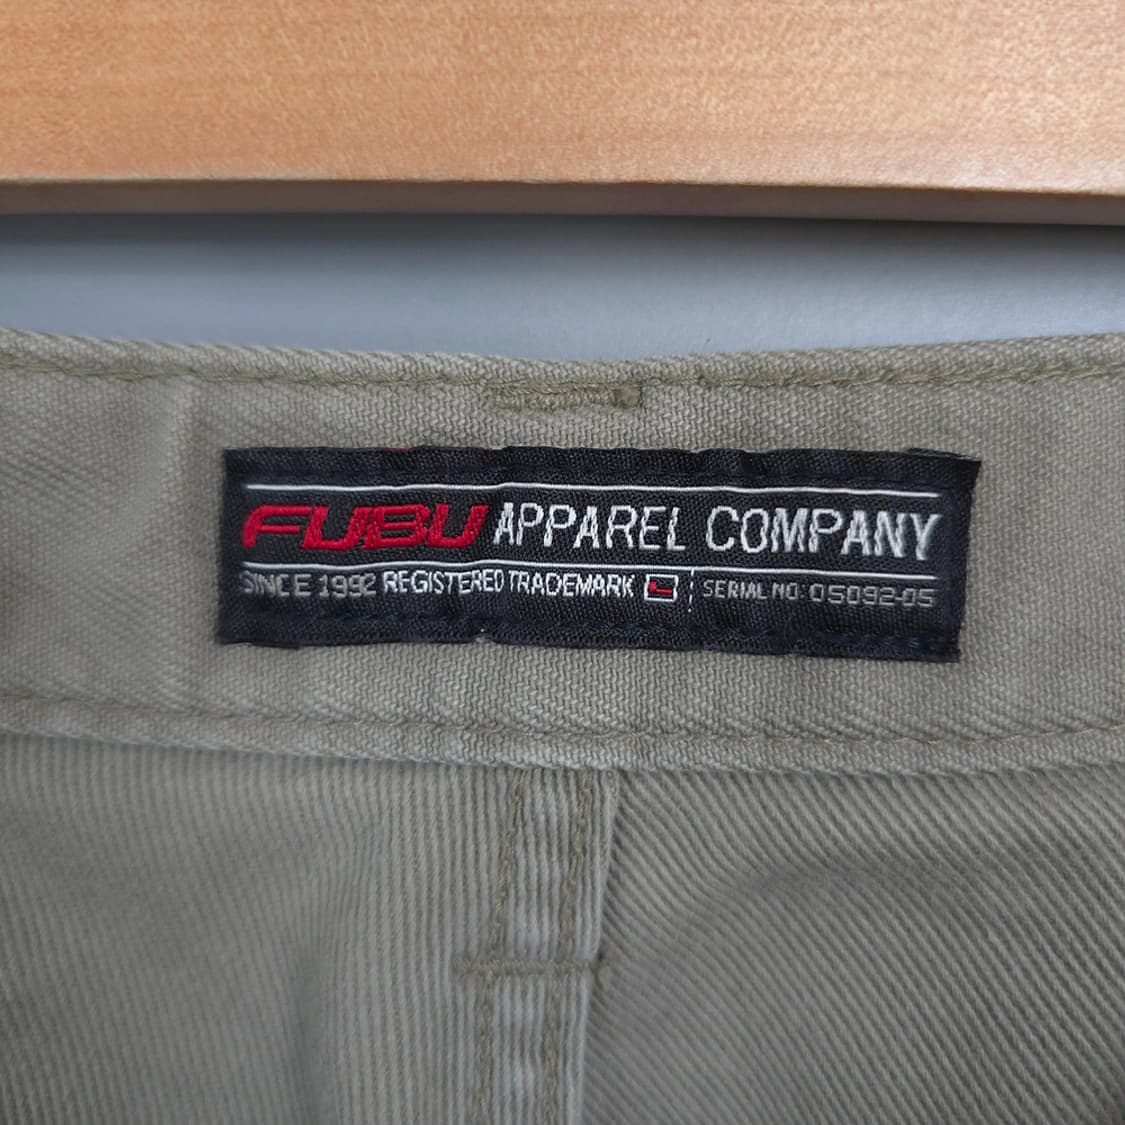 FUBU APPAREL COMPANY
SINCE 1992 REGISTERED TRADEMARK SERIAL NO: 05092-05